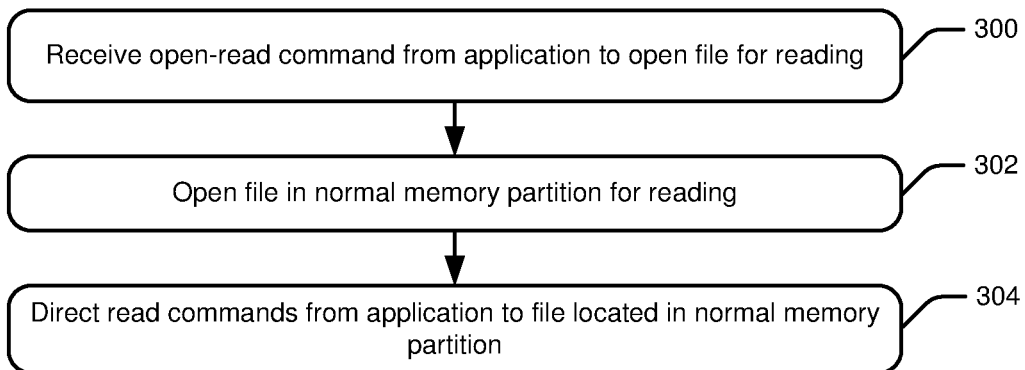 Receive open-read command from application to open file for reading
300
Open file in normal memory partition for reading
302
Direct read commands from application to file located in normal memory
partition
304